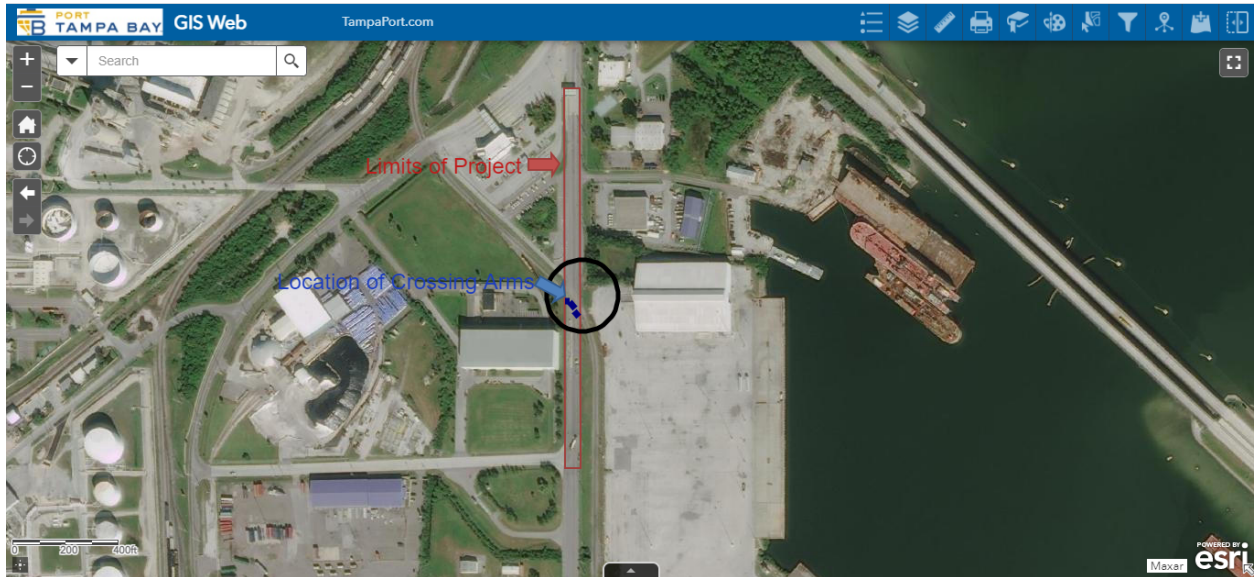 PORT
TAMPA BAY
GIS Web
TampaPort.com
Search
Limits of Project
Location of Crossing Arms
0 200 400ft
Maxar
POWERED BY
esri